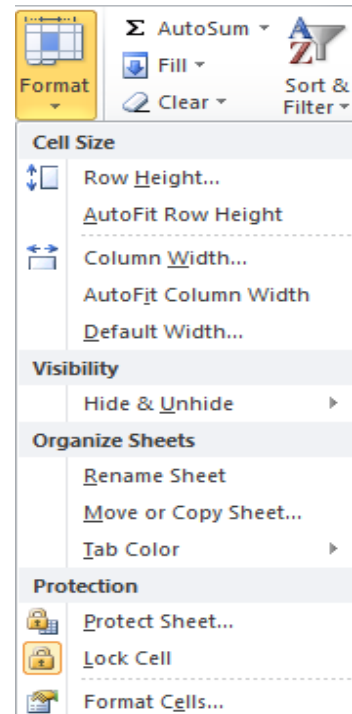 Σ AutoSum
Fill
Clear
Format
Sort &
Filter
Cell Size
Row Height...
AutoFit Row Height
Column Width...
AutoFit Column Width
Default Width...
Visibility
Hide & Unhide
Organize Sheets
Rename Sheet
Move or Copy Sheet...
Tab Color
Protection
Protect Sheet...
Lock Cell
Format Cells...